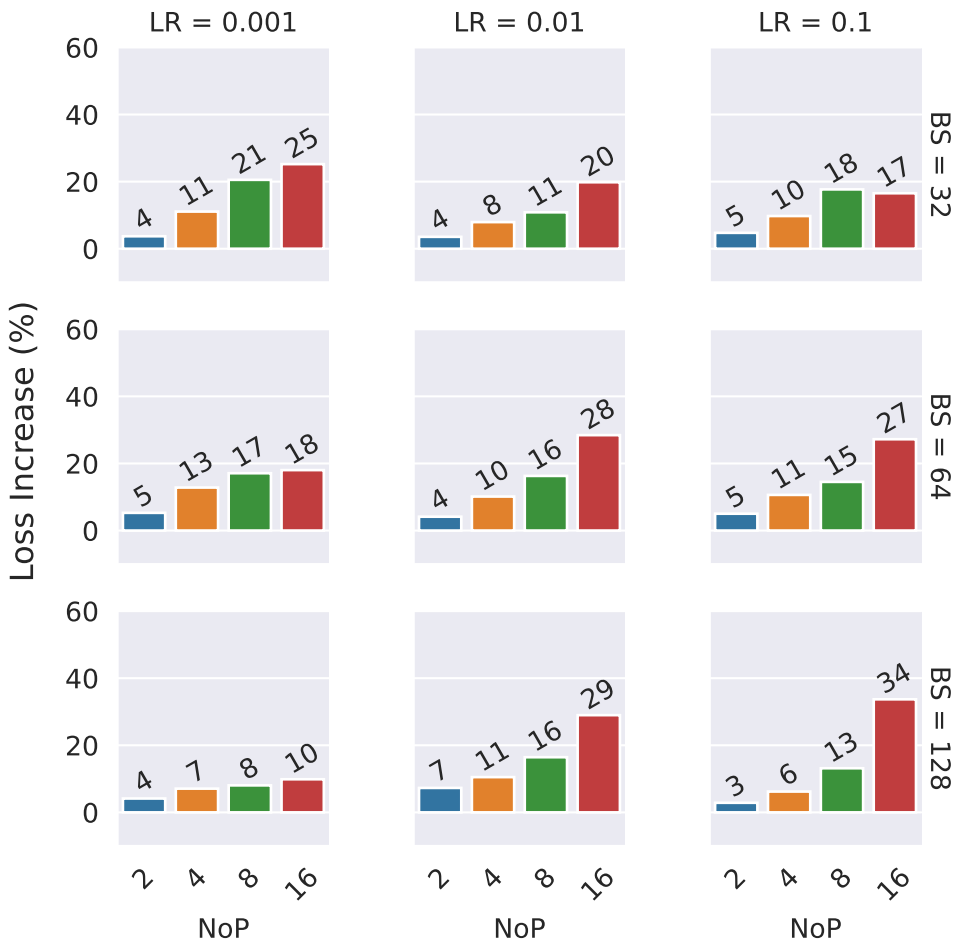 LR = 0.001 LR = 0.01 LR = 0.1
60
40
20
0
4 11 21 25
4 8 11 20
5 10 18 17
BS = 32
Loss Increase (%)
60
40
20
0
5 13 17 18
4 10 16 28
5 11 15 27
BS = 64
60
40
20
0
4 7 8 10
7 11 16 29
3 6 13 34
BS = 128
2 4 8 16 2 4 8 16 2 4 8 16
NoP NoP NoP